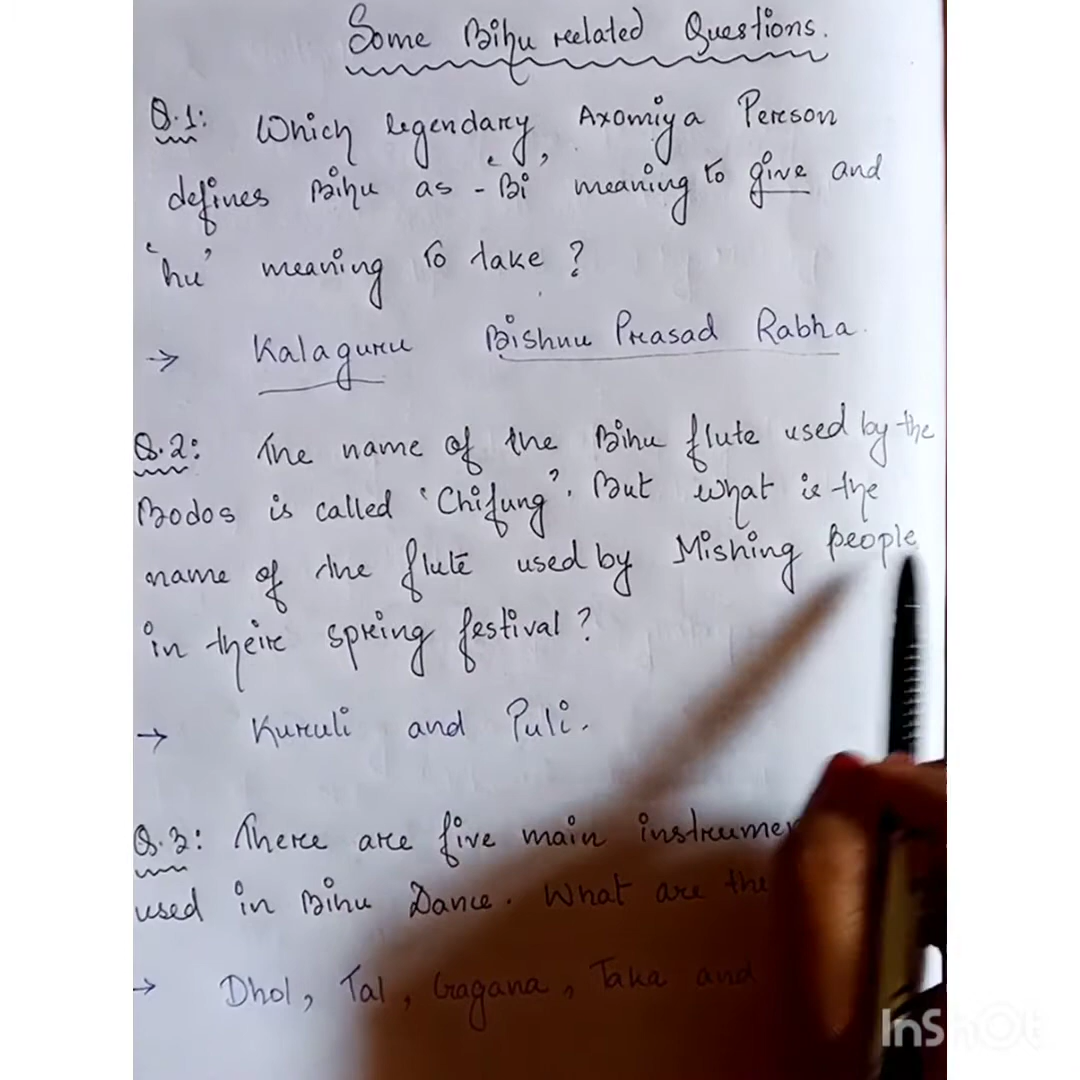 Some Bihu related Questions.
Q.1: Which legendary, Axomiya Person
defines Bihu as - 'Bi' meaning to give and
'hu' meaning to take?
→ Kalaguru Bishnu Prasad Rabha.
Q.2: The name of the Bihu flute used by the
Bodos is called 'Chifung'. But what is the
name of the flute used by Mishing people
in their spring festival?
→ Kuruli and Puli.
Q.3: There are five main
used in Bihu Dance. What are the
→ Dhol, Tal, Gagana, Taka and
InShOt